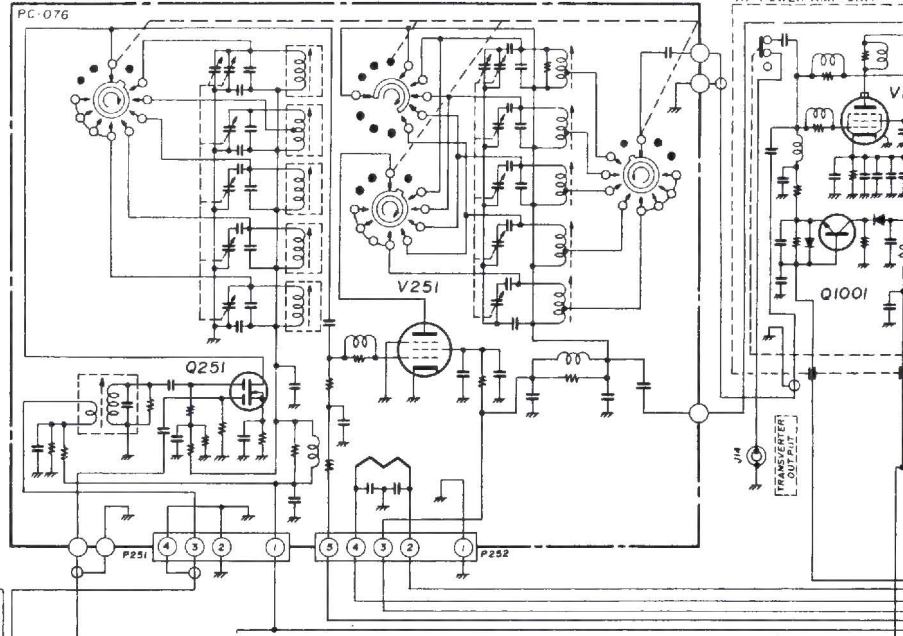 PC-076
V251
Q251
Q1001
J14
TRANSVERTER
OUTPUT
P251
4 3 2 1
5 4 3 2 1
P252